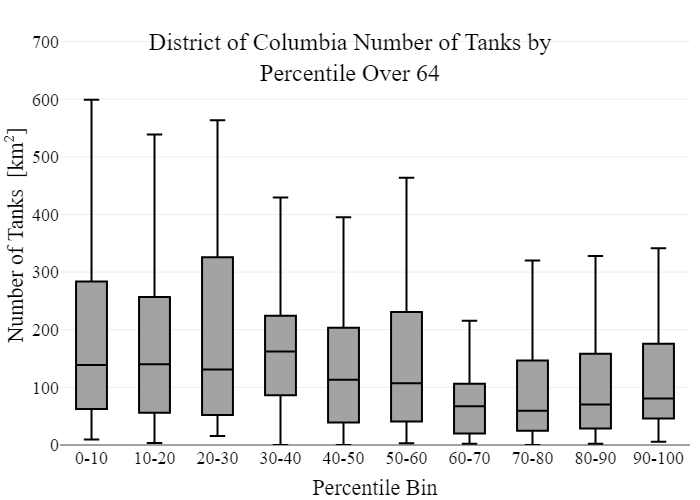 District of Columbia Number of Tanks by
Percentile Over 64
Number of Tanks [km²]
700
600
500
400
300
200
100
0
0-10 10-20 20-30 30-40 40-50 50-60 60-70 70-80 80-90 90-100
Percentile Bin